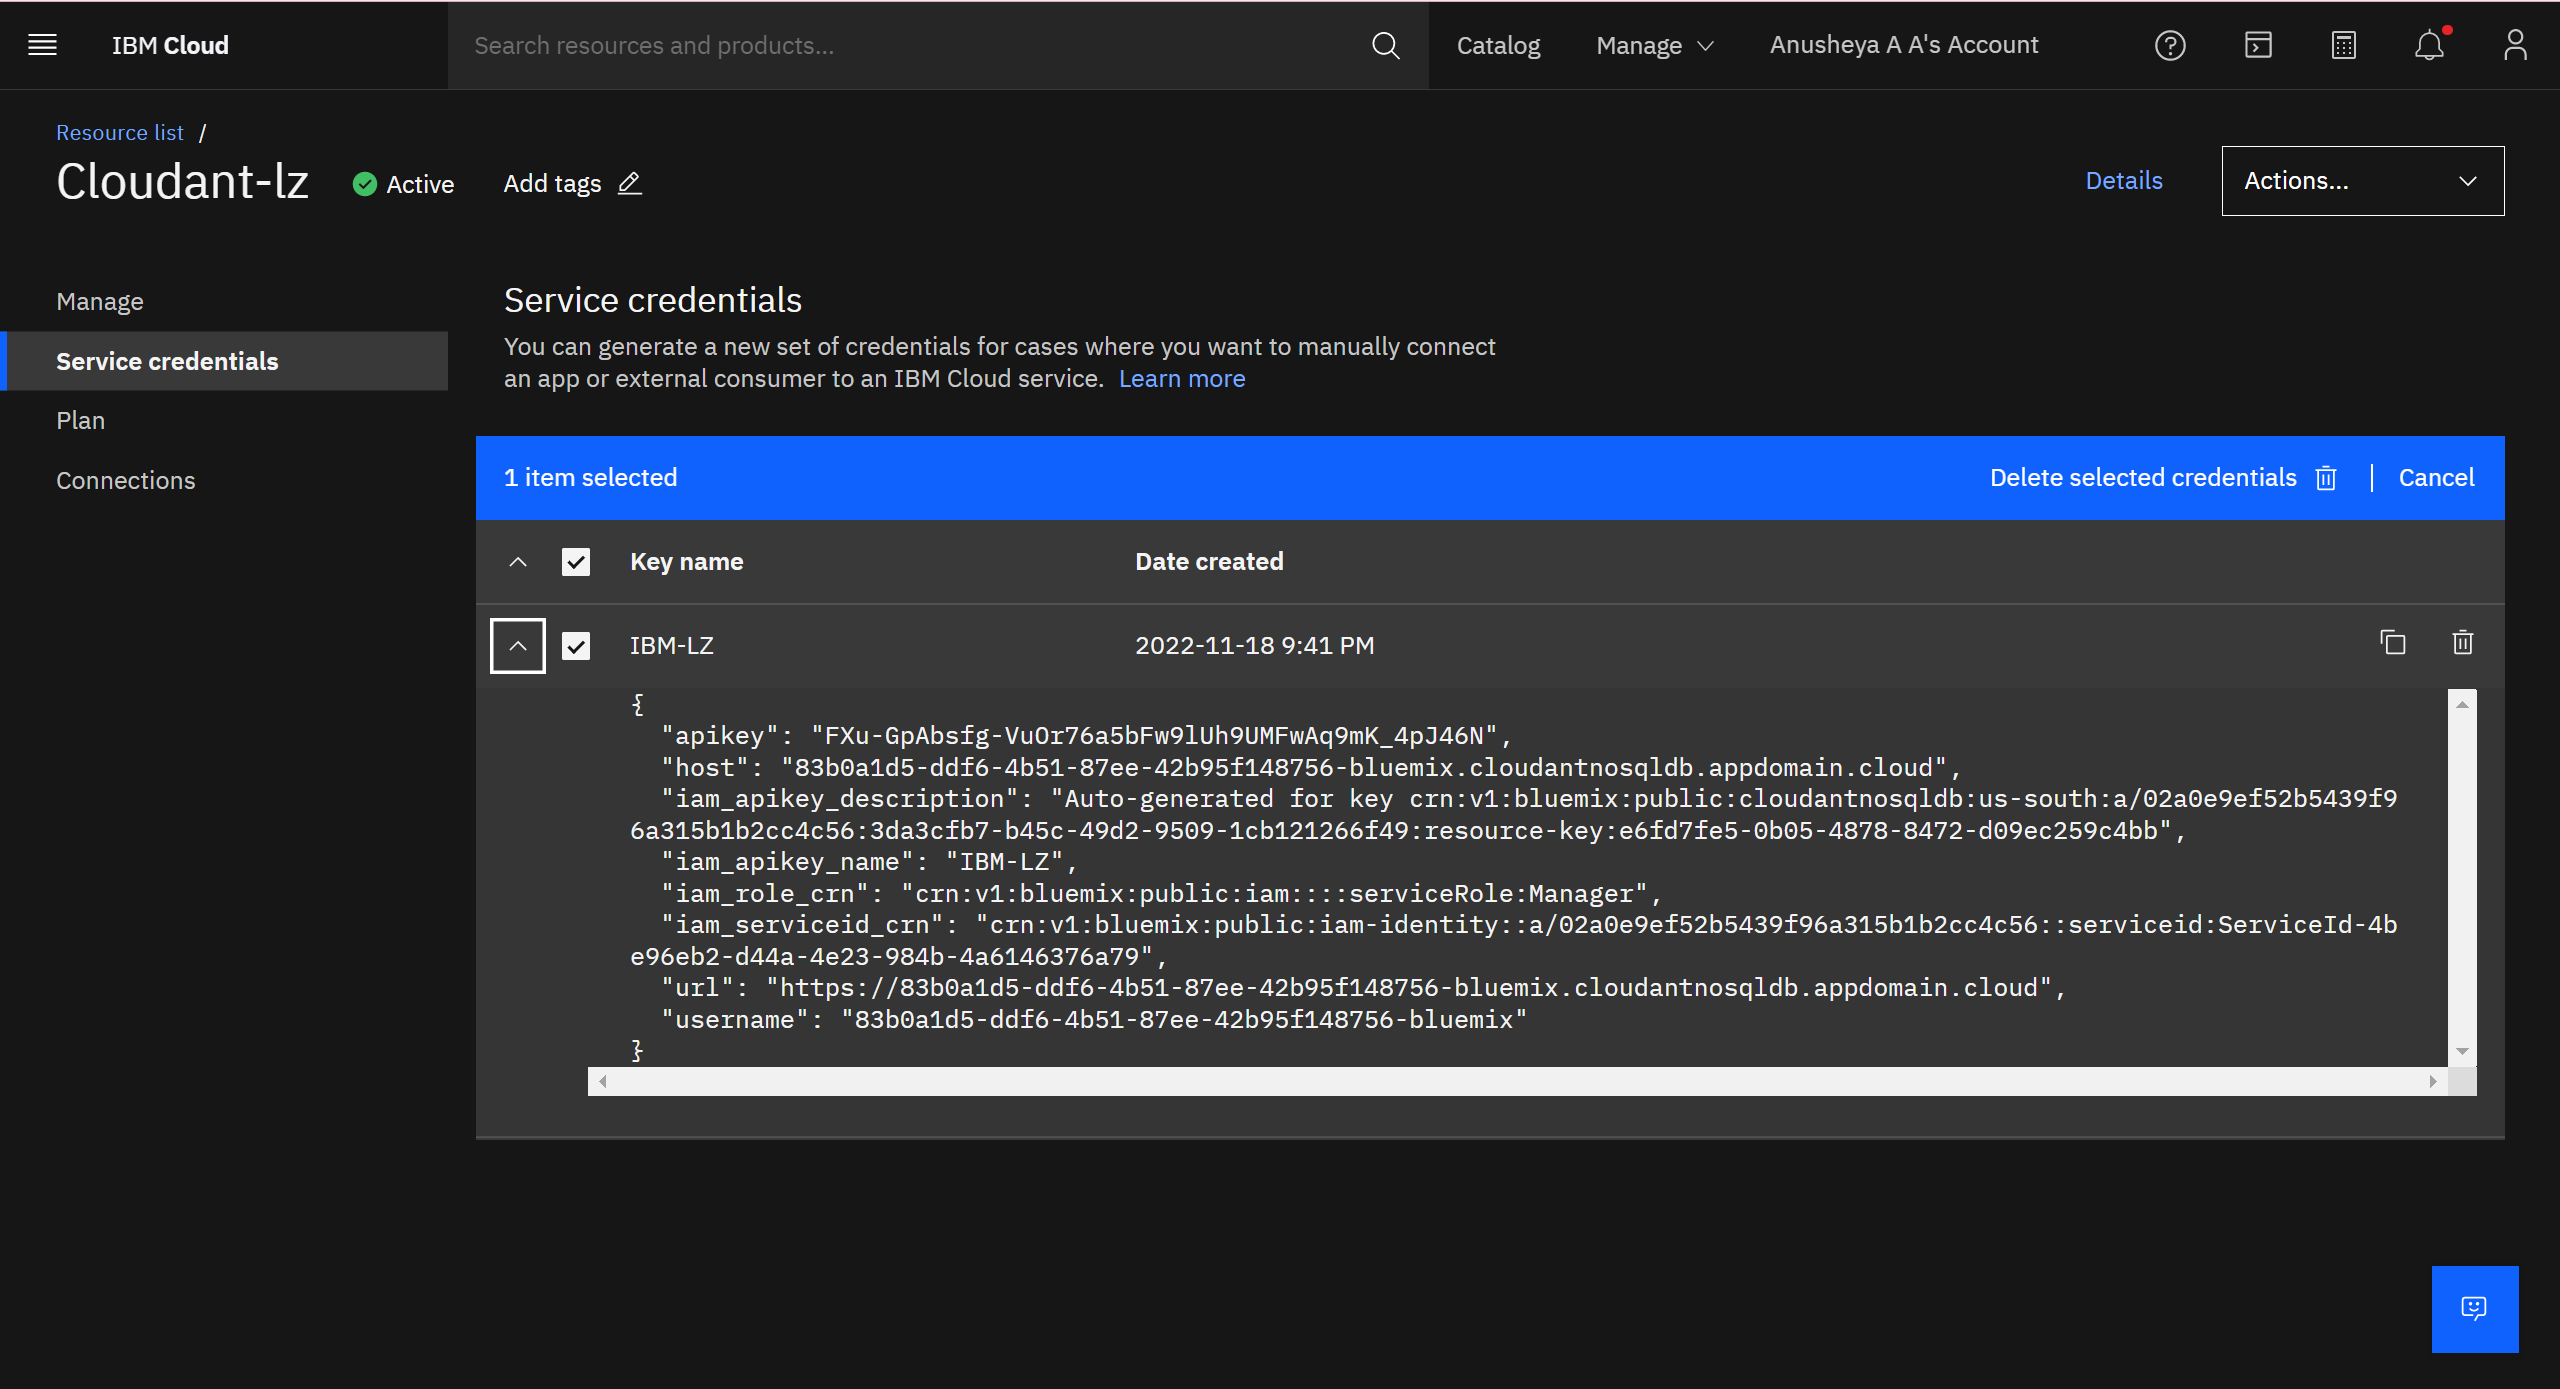 IBM Cloud
Search resources and products...
Catalog
Manage
Anusheya A A's Account
Resource list /
Cloudant-lz
Active
Add tags
Details
Actions...
Manage
Service credentials
Plan
Connections
Service credentials
You can generate a new set of credentials for cases where you want to manually connect
an app or external consumer to an IBM Cloud service. Learn more
1 item selected
Delete selected credentials
Cancel
Key name
Date created
IBM-LZ
2022-11-18 9:41 PM
{
"apikey": "FXu-GpAbsfg-VuOr76a5bFw9lUh9UMFwAq9mK_4pJ46N",
"host": "83b0a1d5-ddf6-4b51-87ee-42b95f148756-bluemix.cloudantnosqldb.appdomain.cloud",
"iam_apikey_description": "Auto-generated for key crn:v1:bluemix:public:cloudantnosqldb:us-south:a/02a0e9ef52b5439f9
6a315b1b2cc4c56:3da3cfb7-b45c-49d2-9509-1cb121266f49:resource-key:e6fd7fe5-0b05-4878-8472-d09ec259c4bb",
"iam_apikey_name": "IBM-LZ",
"iam_role_crn": "crn:v1:bluemix:public:iam::::serviceRole:Manager",
"iam_serviceid_crn": "crn:v1:bluemix:public:iam-identity::a/02a0e9ef52b5439f96a315b1b2cc4c56::serviceid:ServiceId-4b
e96eb2-d44a-4e23-984b-4a6146376a79",
"url": "https://83b0a1d5-ddf6-4b51-87ee-42b95f148756-bluemix.cloudantnosqldb.appdomain.cloud",
"username": "83b0a1d5-ddf6-4b51-87ee-42b95f148756-bluemix"
}